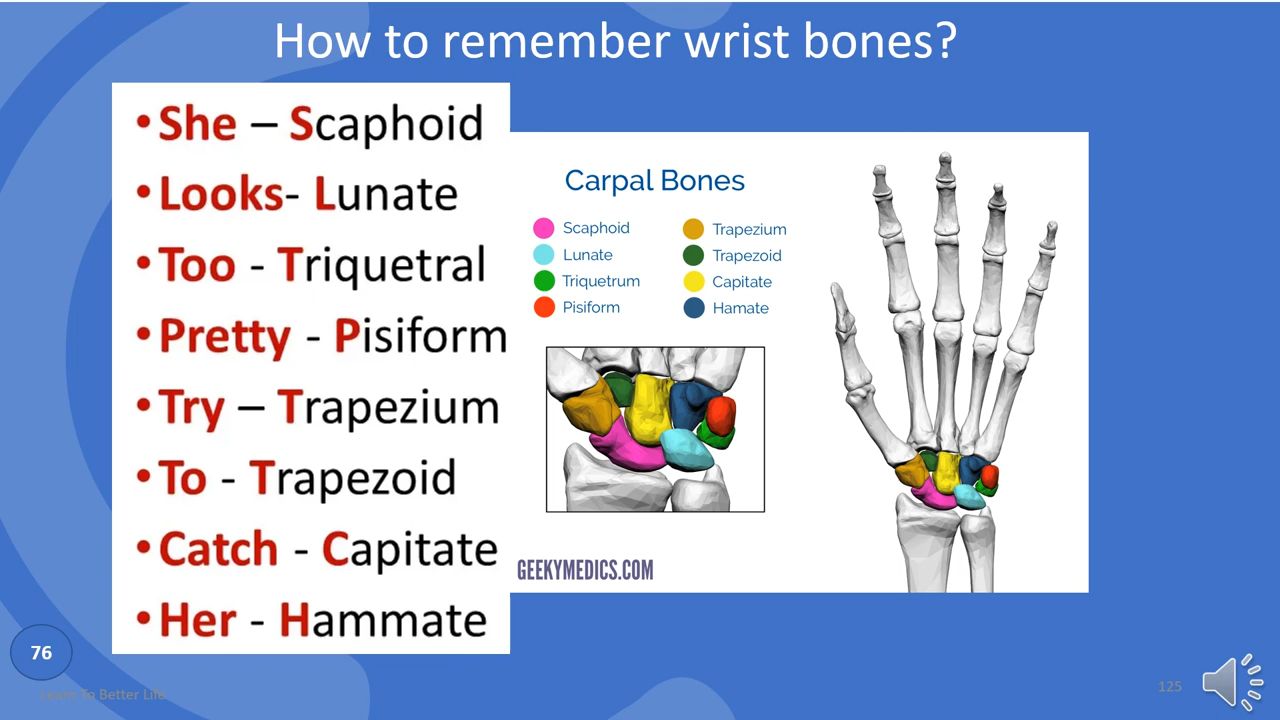 How to remember wrist bones?
•She – Scaphoid
•Looks- Lunate
•Too - Triquetral
•Pretty - Pisiform
•Try – Trapezium
•To - Trapezoid
•Catch - Capitate
•Her - Hammate
Carpal Bones
Scaphoid
Lunate
Triquetrum
Pisiform
Trapezium
Trapezoid
Capitate
Hamate
GEEKYMEDICS.COM
76
Learn To Better Life
125